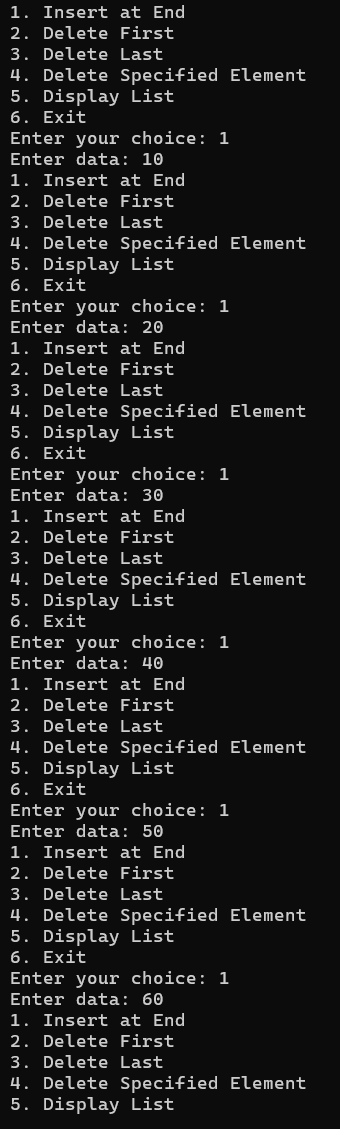 1. Insert at End
2. Delete First
3. Delete Last
4. Delete Specified Element
5. Display List
6. Exit
Enter your choice: 1
Enter data: 10
1. Insert at End
2. Delete First
3. Delete Last
4. Delete Specified Element
5. Display List
6. Exit
Enter your choice: 1
Enter data: 20
1. Insert at End
2. Delete First
3. Delete Last
4. Delete Specified Element
5. Display List
6. Exit
Enter your choice: 1
Enter data: 30
1. Insert at End
2. Delete First
3. Delete Last
4. Delete Specified Element
5. Display List
6. Exit
Enter your choice: 1
Enter data: 40
1. Insert at End
2. Delete First
3. Delete Last
4. Delete Specified Element
5. Display List
6. Exit
Enter your choice: 1
Enter data: 50
1. Insert at End
2. Delete First
3. Delete Last
4. Delete Specified Element
5. Display List
6. Exit
Enter your choice: 1
Enter data: 60
1. Insert at End
2. Delete First
3. Delete Last
4. Delete Specified Element
5. Display List